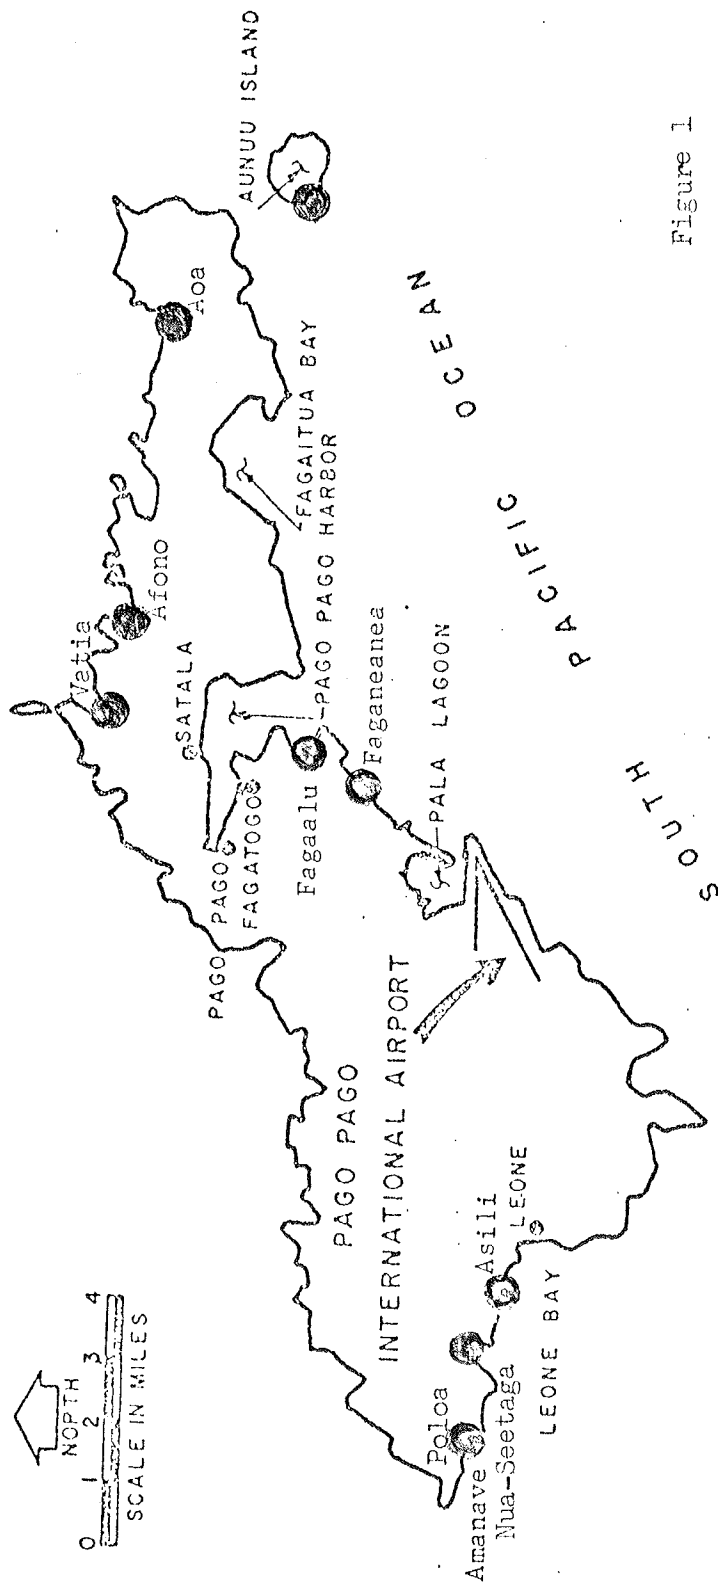 NORTH
0 1 2 3 4
SCALE IN MILES
Vatia
Afono
Aoa
AUNUU ISLAND
SATALA
PAGO PAGO
FAGATOGO
FAGAITUA BAY
PAGO PAGO HARBOR
Fagaalu
Faganeanea
PALA LAGOON
PAGO PAGO
INTERNATIONAL AIRPORT
Poloa
Amanave
Nua-Seetaga
Asili
LEONE
LEONE BAY
SOUTH PACIFIC OCEAN
Figure 1